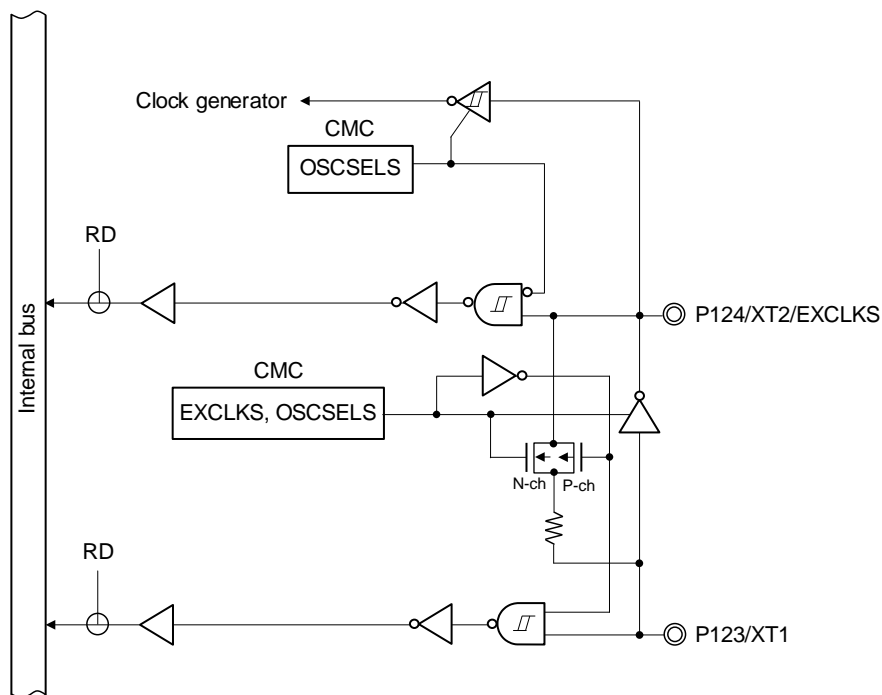 Clock generator
CMC
OSCSELS
RD
P124/XT2/EXCLKS
Internal bus
CMC
EXCLKS, OSCSELS
N-ch
P-ch
RD
P123/XT1